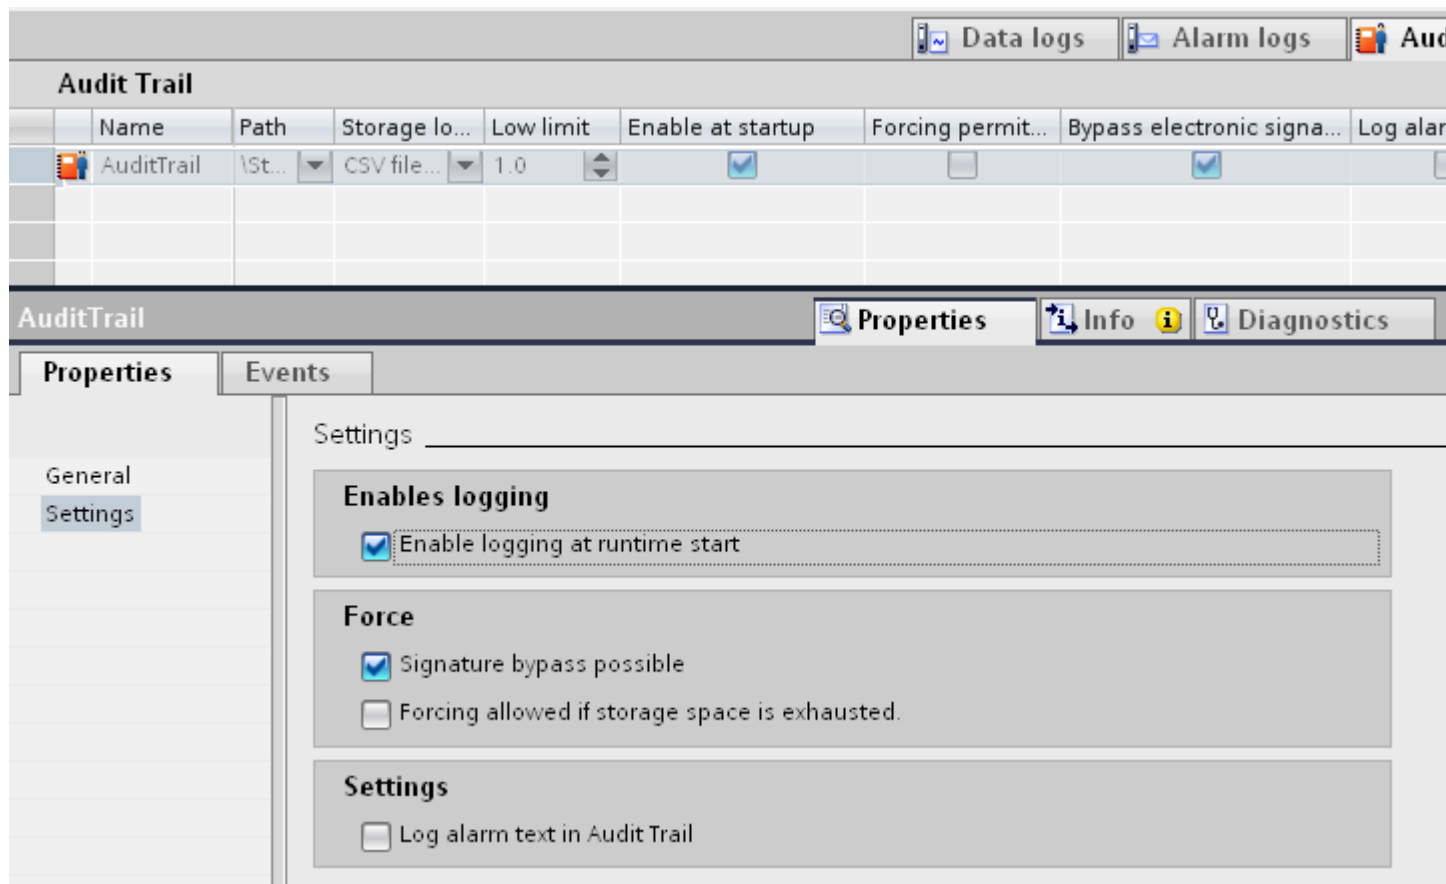 Data logs Alarm logs Aud
Audit Trail
Name Path Storage lo... Low limit Enable at startup Forcing permit... Bypass electronic signa... Log alar
AuditTrail \St... CSV file... 1.0
AuditTrail Properties Info Diagnostics
Properties Events
Settings
General
Settings
Enables logging
Enable logging at runtime start
Force
Signature bypass possible
Forcing allowed if storage space is exhausted.
Settings
Log alarm text in Audit Trail